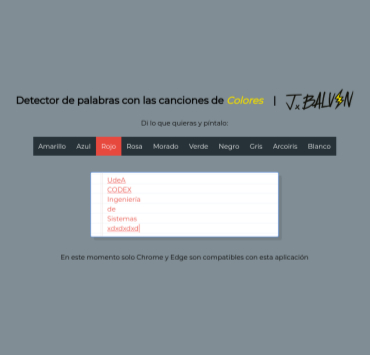 Detector de palabras con las canciones de Colores | J. BALVIN
Di lo que quieras y píntalo:
Amarillo Azul Rojo Rosa Morado Verde Negro Gris Arcoiris Blanco
UdeA
CODEX
Ingeniería
de
Sistemas
xdxdxdxd
En este momento solo Chrome y Edge son compatibles con esta aplicación